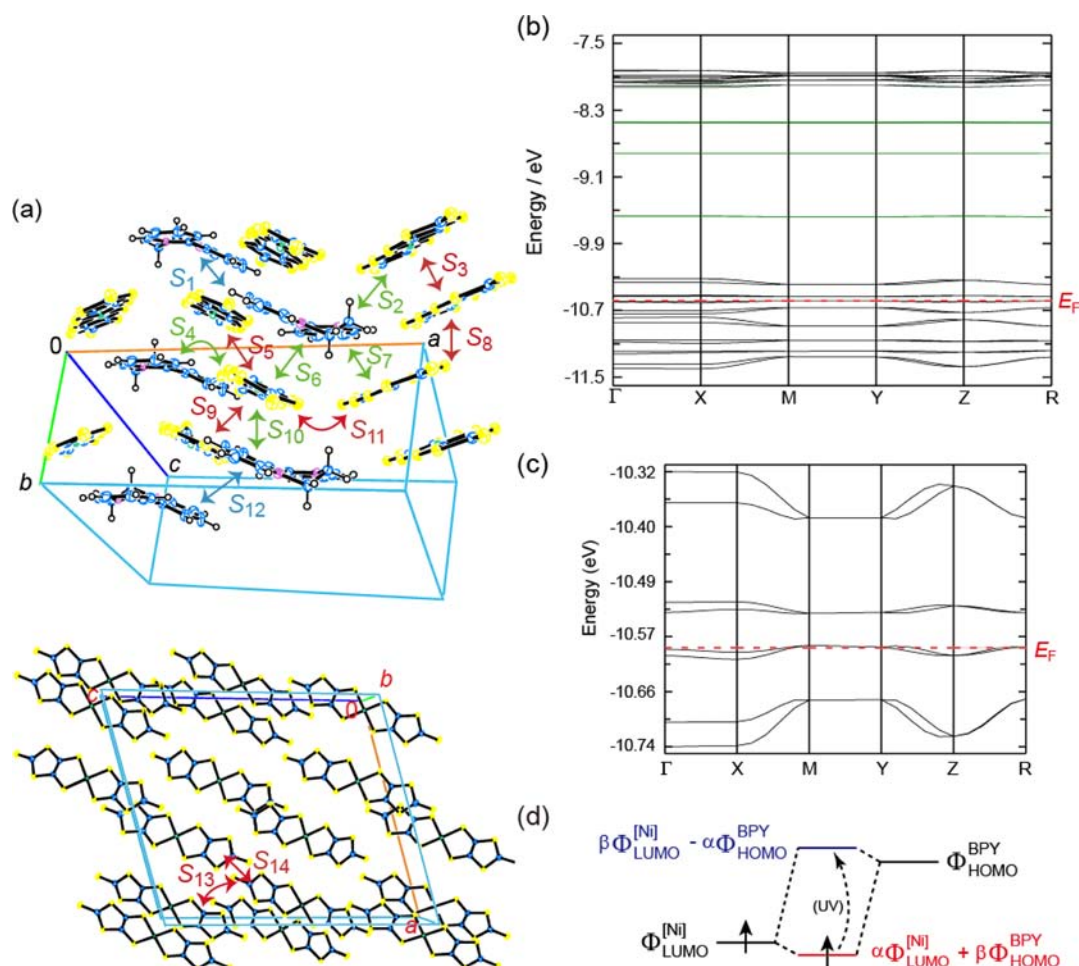 (a)
S1
S2
S3
S4
S5
S6
S7
S8
S9
S10
S11
S12
0
a
b
c
(b)
Energy / eV
-7.5
-8.3
-9.1
-9.9
-10.7
-11.5
EF
Γ X M Y Z R
(c)
Energy (eV)
-10.32
-10.40
-10.49
-10.57
-10.66
-10.74
EF
Γ X M Y Z R
c
b
0
S13
S14
a
(d)
βΦ[Ni]LUMO - αΦBPYHOMO
ΦBPYHOMO
(UV)
Φ[Ni]LUMO
αΦ[Ni]LUMO + βΦBPYHOMO